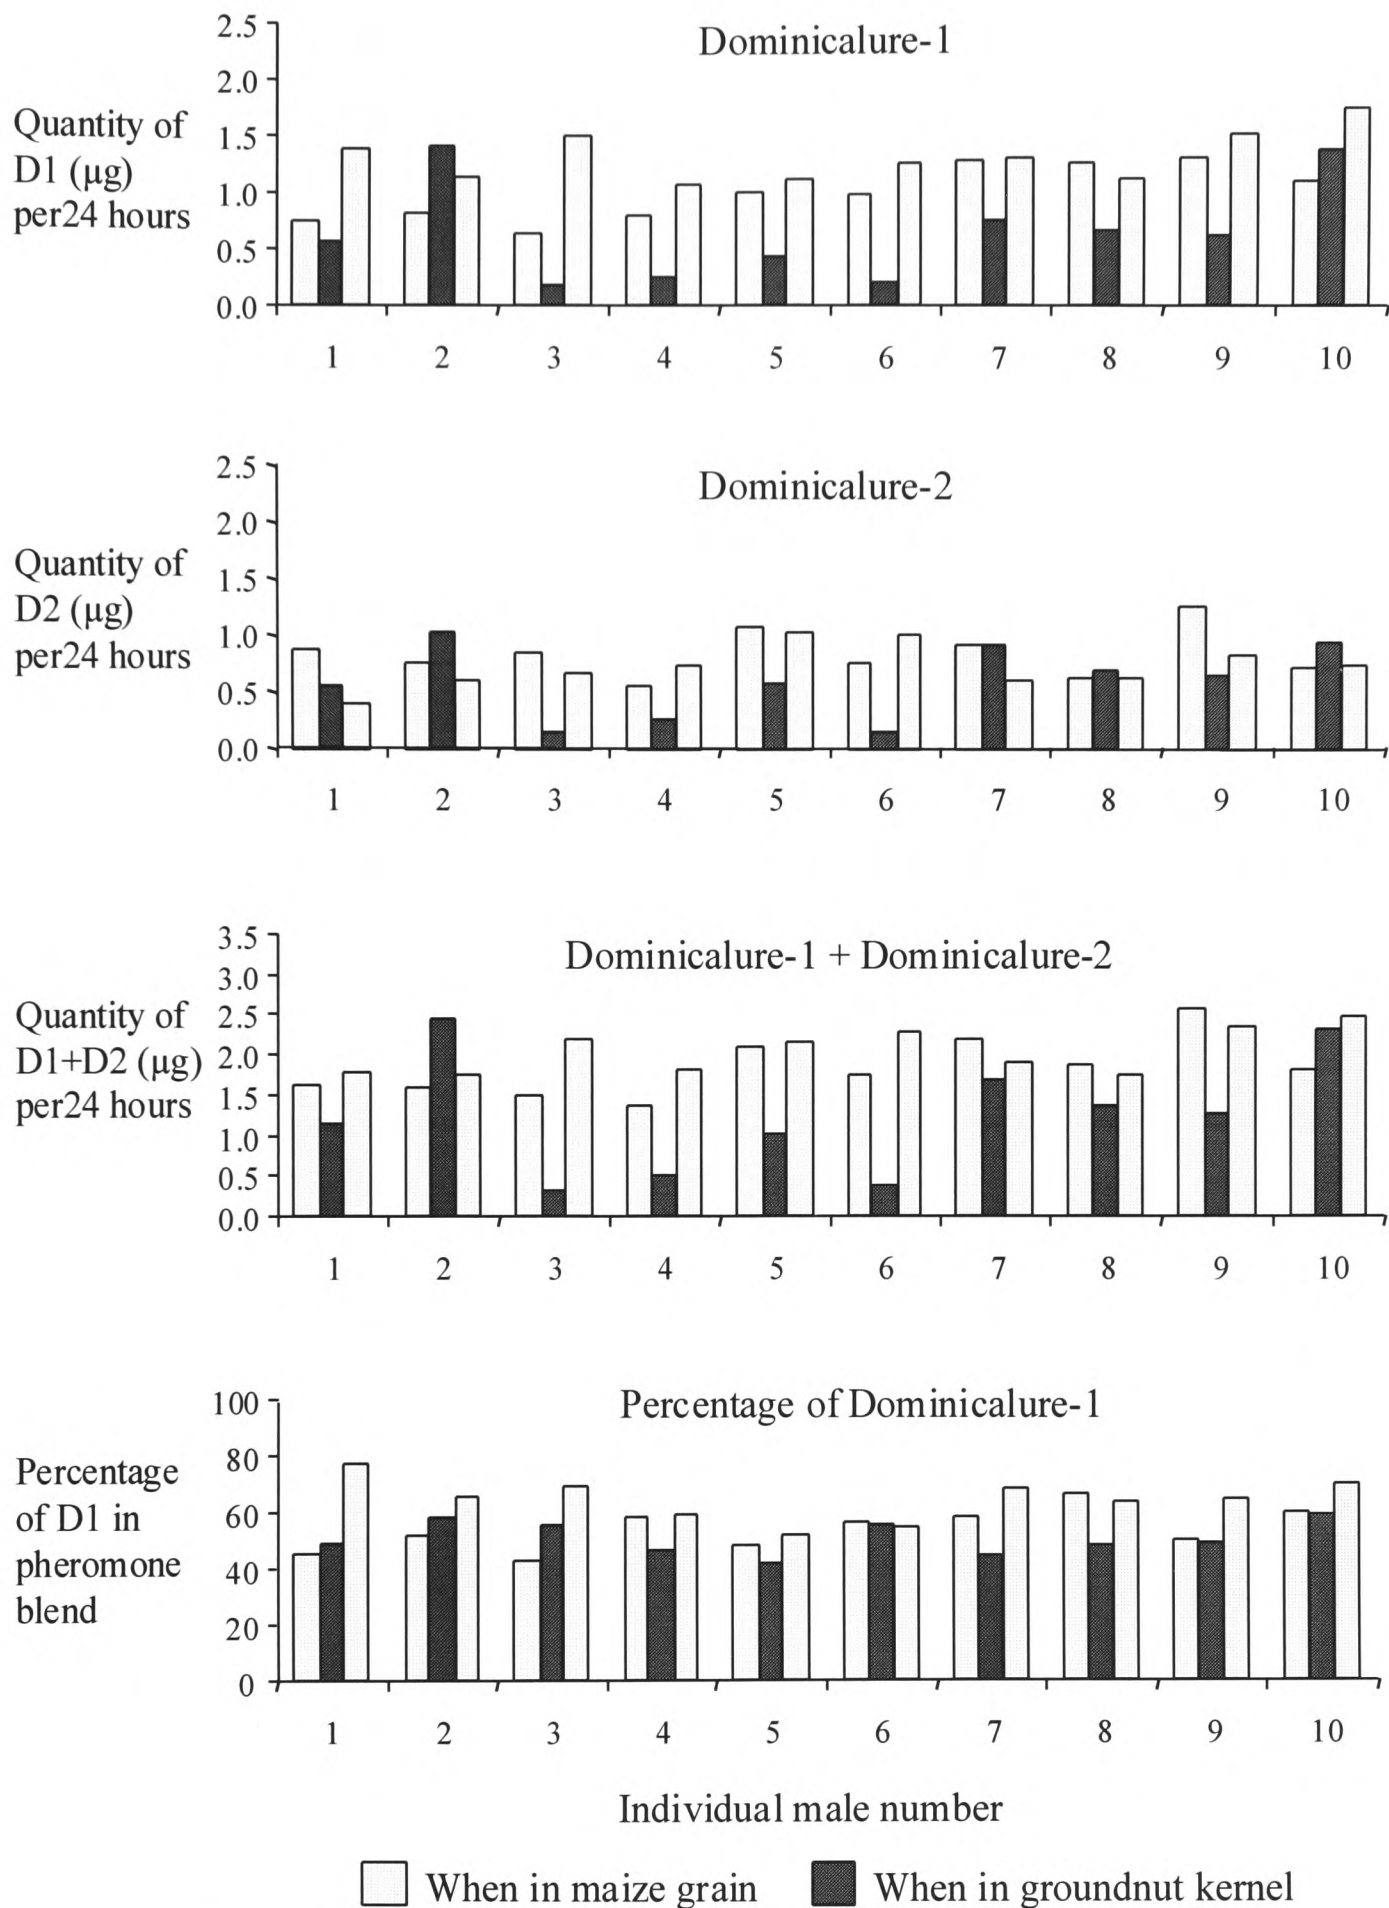 Dominicalure-1
Quantity of
D1 (µg)
per24 hours
2.5
2.0
1.5
1.0
0.5
0.0
1 2 3 4 5 6 7 8 9 10
Dominicalure-2
Quantity of
D2 (µg)
per24 hours
2.5
2.0
1.5
1.0
0.5
0.0
1 2 3 4 5 6 7 8 9 10
Dominicalure-1 + Dominicalure-2
Quantity of
D1+D2 (µg)
per24 hours
3.5
3.0
2.5
2.0
1.5
1.0
0.5
0.0
1 2 3 4 5 6 7 8 9 10
Percentage of Dominicalure-1
Percentage
of D1 in
pheromone
blend
100
80
60
40
20
0
1 2 3 4 5 6 7 8 9 10
Individual male number
When in maize grain When in groundnut kernel